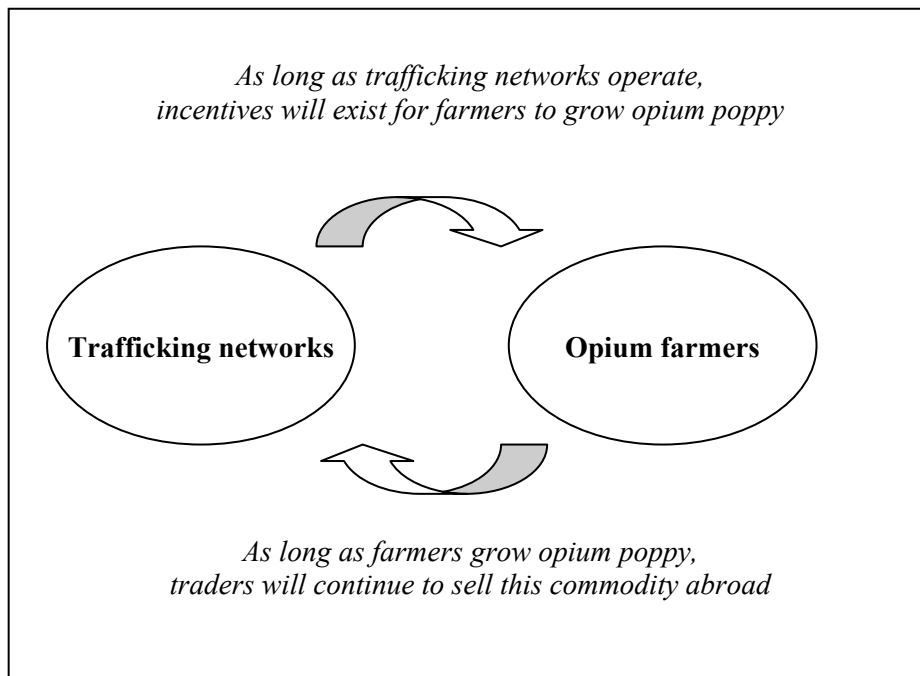 As long as trafficking networks operate,
incentives will exist for farmers to grow opium poppy
Trafficking networks
Opium farmers
As long as farmers grow opium poppy,
traders will continue to sell this commodity abroad